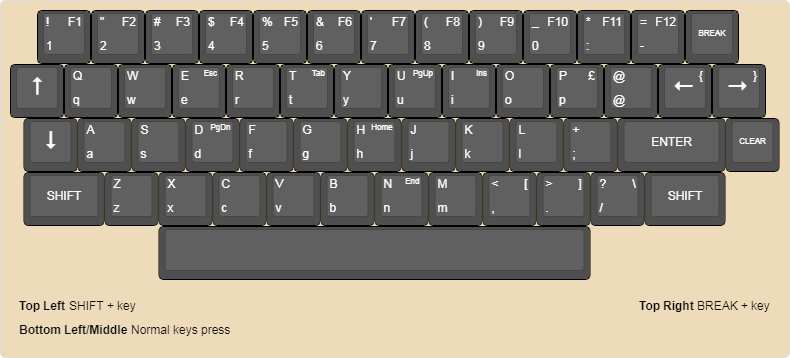 ! F1 " F2 # F3 $ F4 % F5 & F6 ' F7 ( F8 ) F9 _ F10 * F11 = F12 BREAK
1 2 3 4 5 6 7 8 9 0 : -
↑ Q W E Esc R T Tab Y U PgUp I Ins O P £ @ ← { → }
q w e r t y u i o p @
↓ A S D PgDn F G H Home J K L + ENTER CLEAR
a s d f g h j k l ;
SHIFT Z X C V B N End M < [ > ] ? \ SHIFT
z x c v b n m , . /
Top Left SHIFT + key Top Right BREAK + key
Bottom Left/Middle Normal keys press